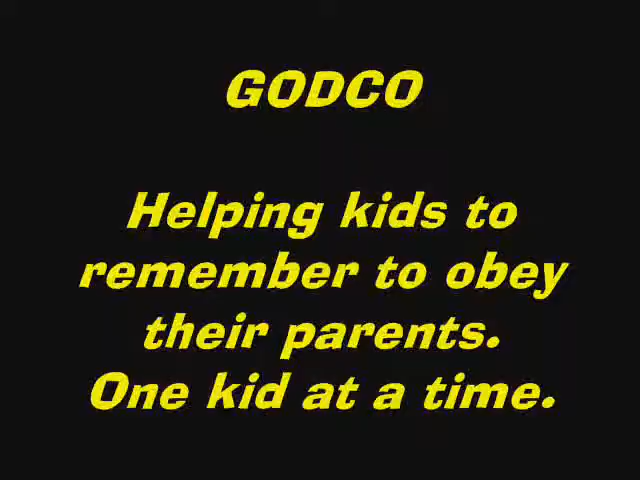 GODCO
Helping kids to
remember to obey
their parents.
One kid at a time.